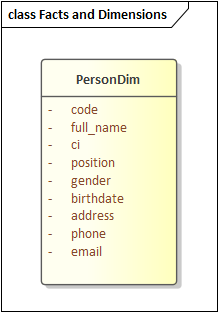 class Facts and Dimensions
PersonDim
- code
- full_name
- ci
- position
- gender
- birthdate
- address
- phone
- email